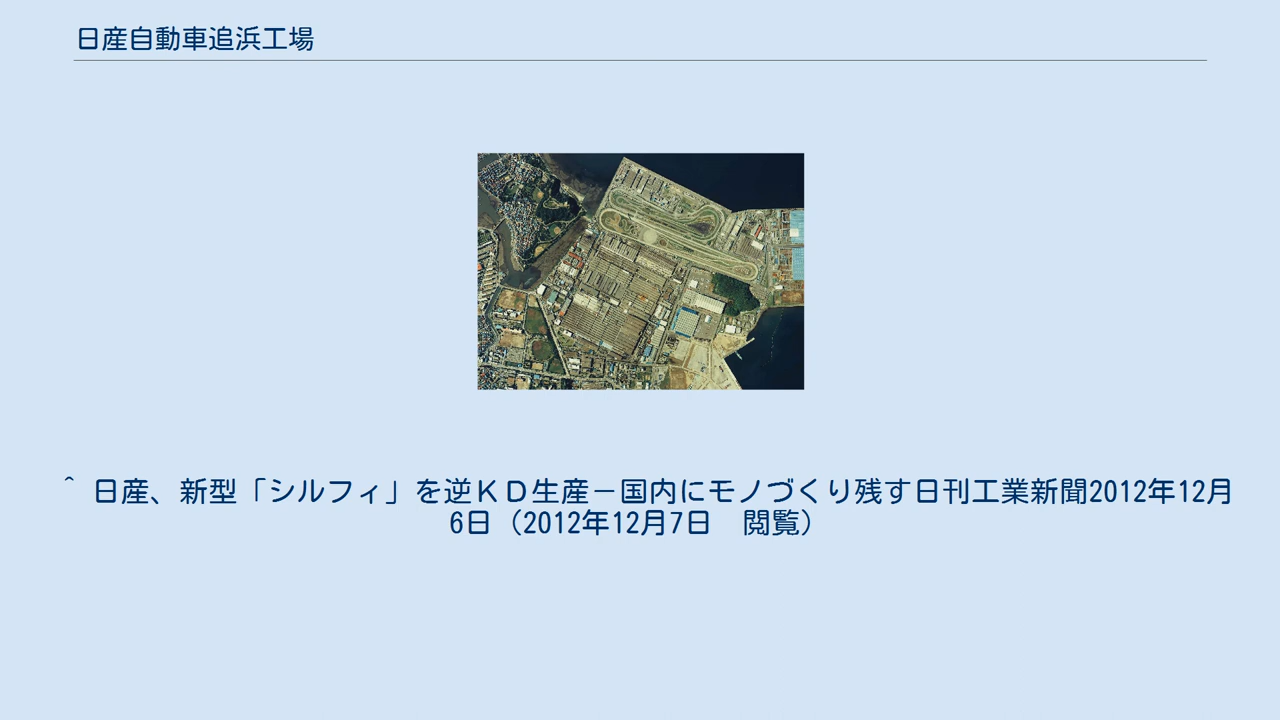 日産自動車追浜工場
^ 日産、新型「シルフィ」を逆ＫＤ生産－国内にモノづくり残す日刊工業新聞2012年12月
6日（2012年12月7日　閲覧）